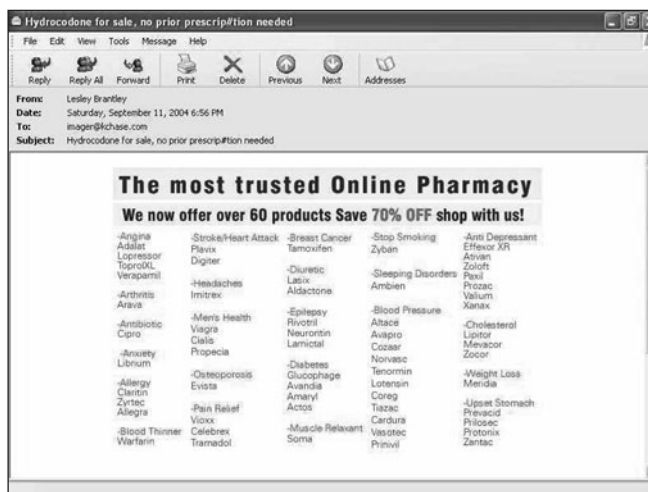 Hydrocodone for sale, no prior prescrip#tion needed
File Edit View Tools Message Help
Reply Reply All Forward Print Delete Previous Next Addresses
From: Lesley Brantley
Date: Saturday, September 11, 2004 6:56 PM
To: imager@kchase.com
Subject: Hydrocodone for sale, no prior prescrip#tion needed
The most trusted Online Pharmacy
We now offer over 60 products Save 70% OFF shop with us!
-Angina
Adalat
Lopressor
ToprolXL
Verapamil
-Arthritis
Arava
-Antibiotic
Cipro
-Anxiety
Librium
-Allergy
Claritin
Zyrtec
Allegra
-Blood Thinner
Warfarin
-Stroke/Heart Attack
Plavix
Digiter
-Headaches
Imitrex
-Men's Health
Viagra
Cialis
Propecia
-Osteoporosis
Evista
-Pain Relief
Vioxx
Celebrex
Tramadol
-Breast Cancer
Tamoxifen
-Diuretic
Lasix
Aldactone
-Epilepsy
Rivotril
Neurontin
Lamictal
-Diabetes
Glucophage
Avandia
Amaryl
Actos
-Muscle Relaxant
Soma
-Stop Smoking
Zyban
-Sleeping Disorders
Ambien
-Blood Pressure
Altace
Avapro
Cozaar
Norvasc
Tenormin
Lotensin
Coreg
Tiazac
Cardura
Vasotec
Prinivil
-Anti Depressant
Effexor XR
Ativan
Zoloft
Paxil
Prozac
Valium
Xanax
-Cholesterol
Lipitor
Mevacor
Zocor
-Weight Loss
Meridia
-Upset Stomach
Prevacid
Prilosec
Protonix
Zantac